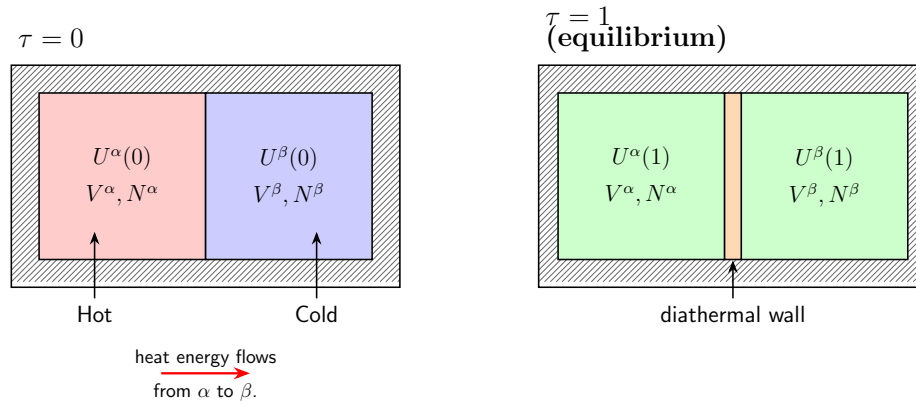 τ = 0
U^α(0)
V^α, N^α
U^β(0)
V^β, N^β
Hot
Cold
heat energy flows
from α to β.
τ = 1
(equilibrium)
U^α(1)
V^α, N^α
U^β(1)
V^β, N^β
diathermal wall